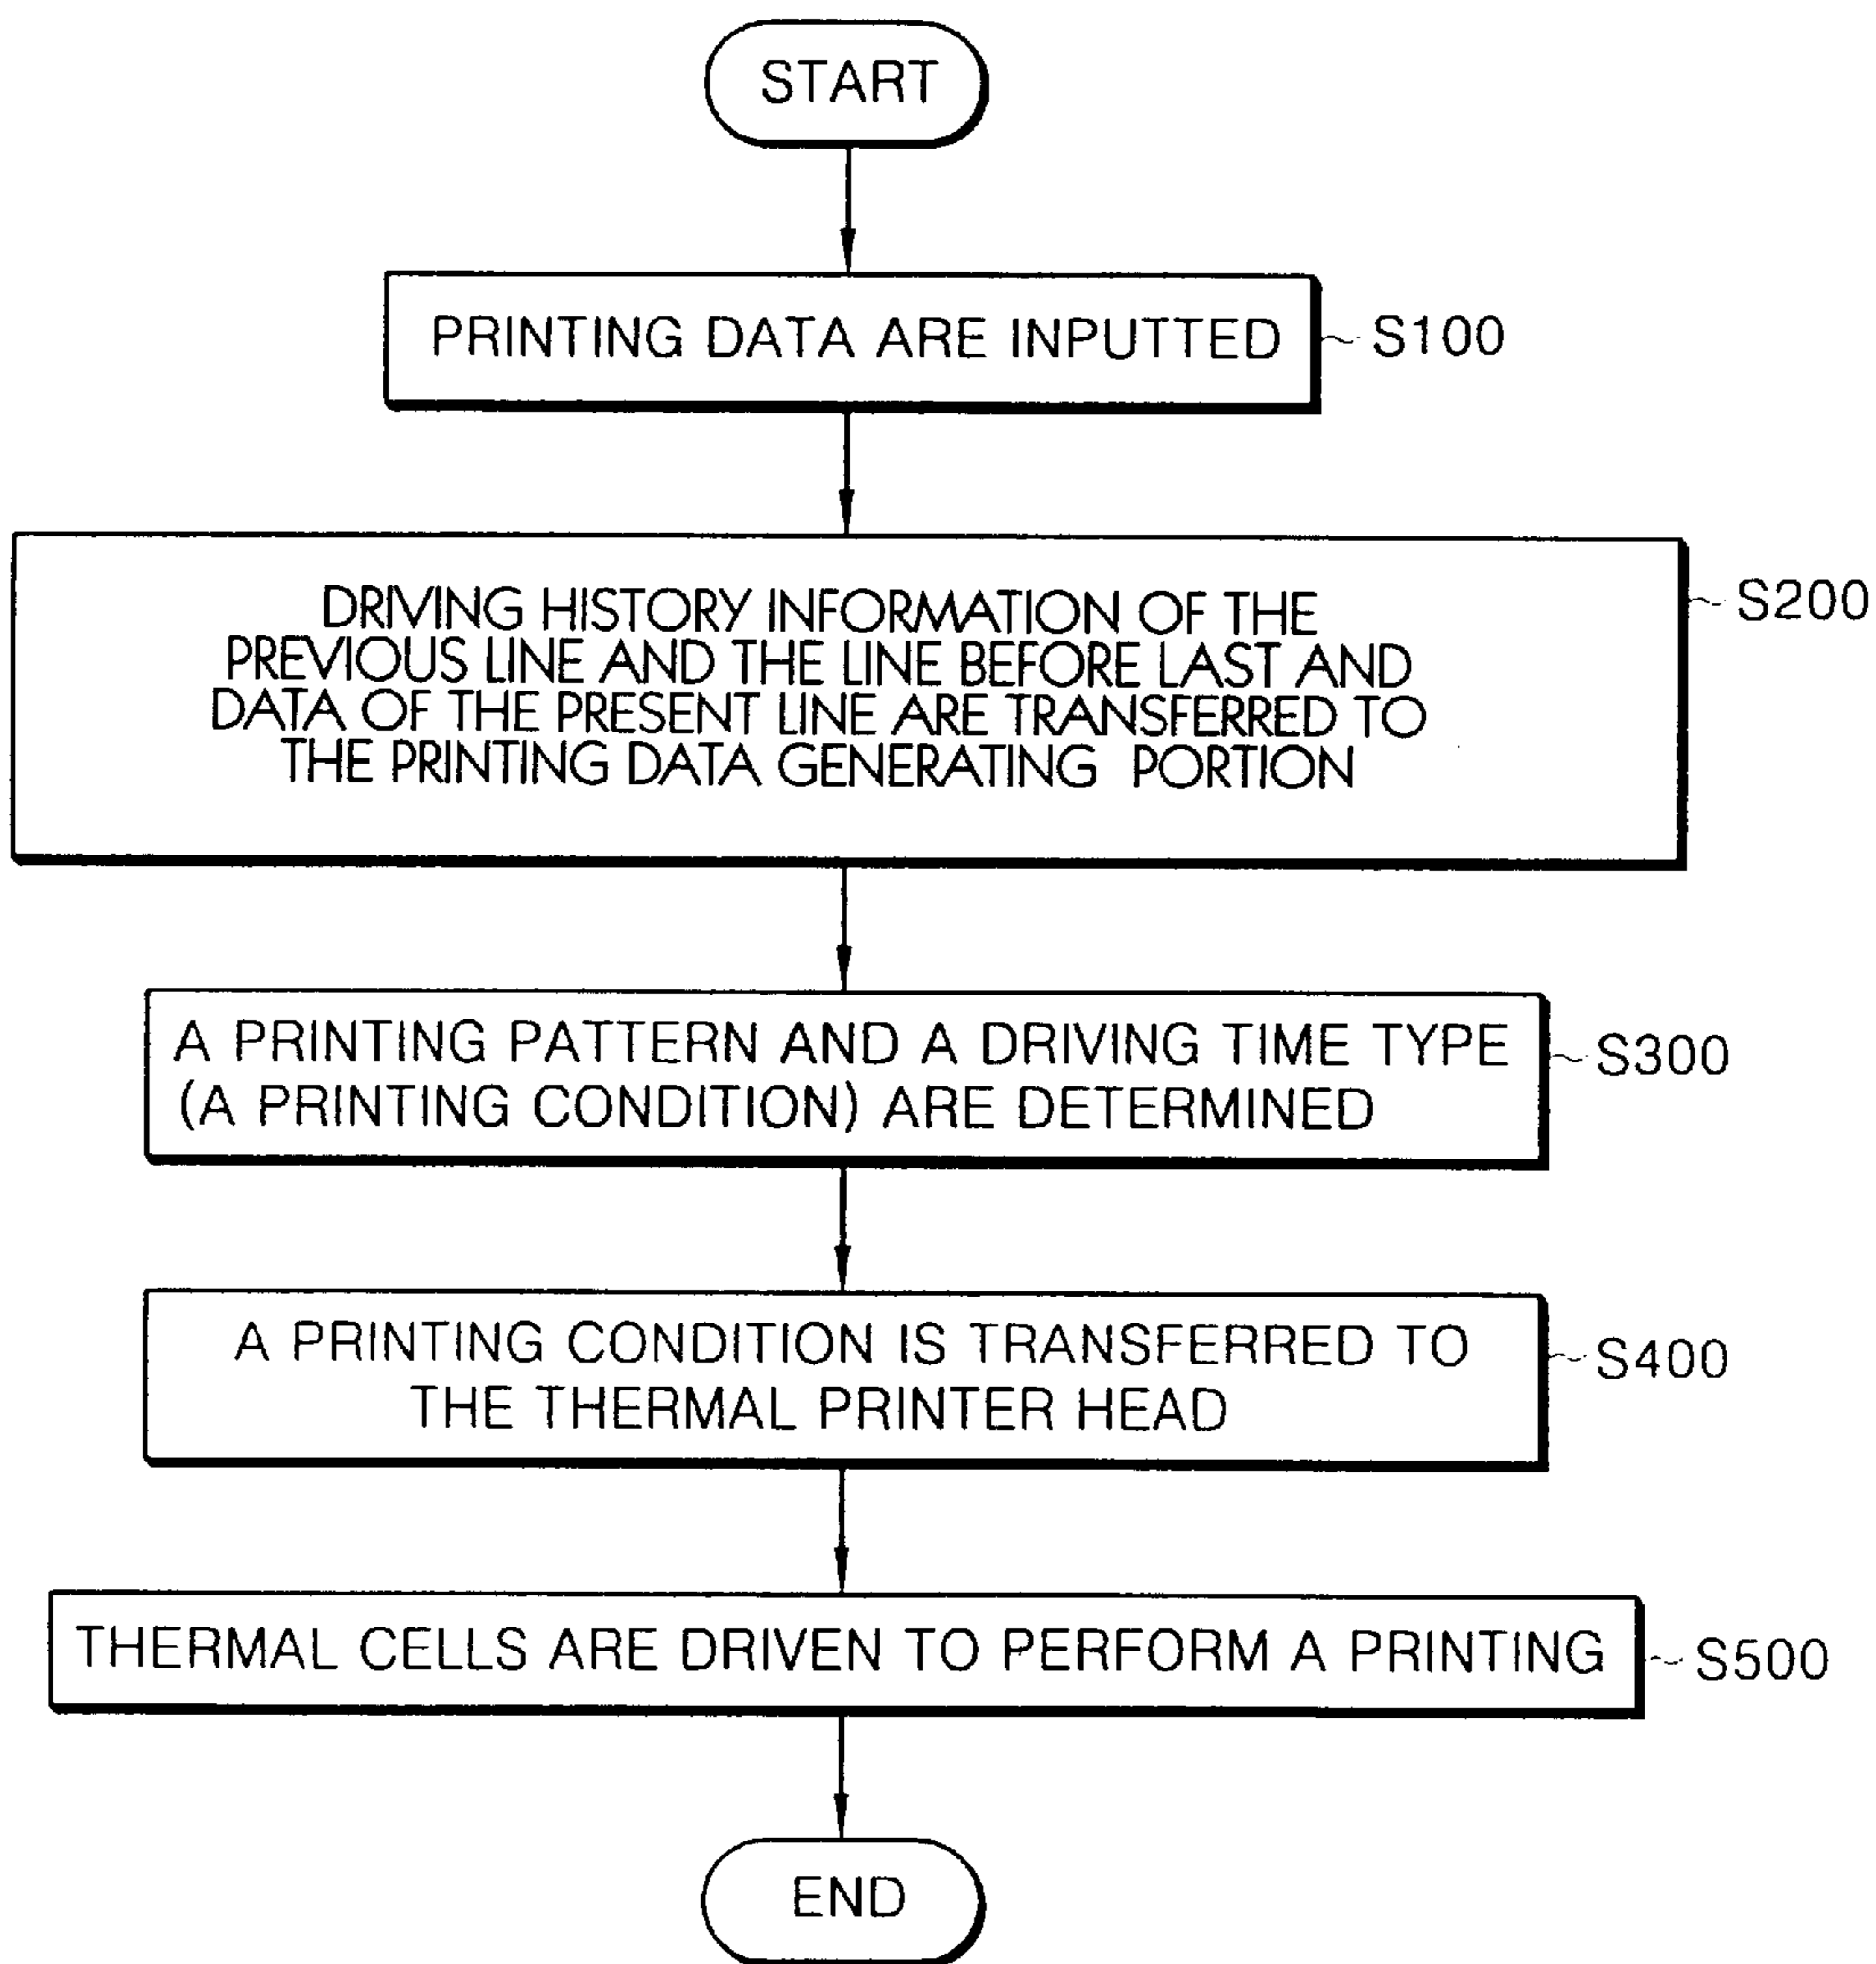 START
PRINTING DATA ARE INPUTTED
S100
DRIVING HISTORY INFORMATION OF THE
PREVIOUS LINE AND THE LINE BEFORE LAST AND
DATA OF THE PRESENT LINE ARE TRANSFERRED TO
THE PRINTING DATA GENERATING PORTION
S200
A PRINTING PATTERN AND A DRIVING TIME TYPE
(A PRINTING CONDITION) ARE DETERMINED
S300
A PRINTING CONDITION IS TRANSFERRED TO
THE THERMAL PRINTER HEAD
S400
THERMAL CELLS ARE DRIVEN TO PERFORM A PRINTING
S500
END